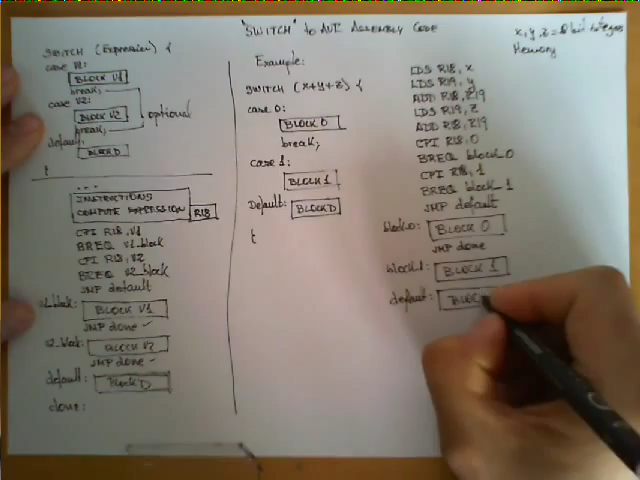 "SWITCH" to AVR Assembly Code
x, y, z = 8 bit integers
Memory
SWITCH (Expression) {
case V1:
BLOCK V1
break;
case V2:
BLOCK V2
break;
optional
default:
BLOCK D
}
...
INSTRUCTIONS
COMPUTE EXPRESSION
R18
CPI R18, V1
BREQ V1_block
CPI R18, V2
BREQ V2_block
JMP default
v1_block: BLOCK V1
JMP done
v2_block: BLOCK V2
JMP done
default: BLOCK D
done:
Example:
SWITCH (x+y+z) {
case 0:
BLOCK 0
break;
case 1:
BLOCK 1
Default: BLOCK D
}
LDS R18, x
LDS R19, y
ADD R18, R19
LDS R19, z
ADD R18, R19
CPI R18, 0
BREQ block_0
CPI R18, 1
BREQ block_1
JMP default
block_0: BLOCK 0
JMP done
block_1: BLOCK 1
default: BLOC